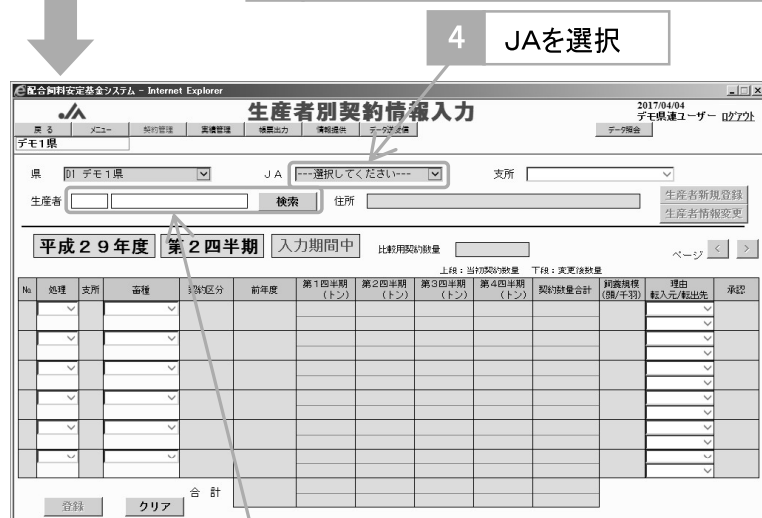 4 JAを選択
配合飼料安定基金システム - Internet Explorer
生産者別契約情報入力
2017/04/04
デモ県連ユーザー ログアウト
戻る メニュー 契約管理 実績管理 帳票出力 情報提供 データ送受信 データ照会
デモ1県
県 01 デモ1県 JA ---選択してください--- 支所
生産者 検索 住所 生産者新規登録
生産者情報変更
平成29年度 第2四半期 入力期間中 比較用契約数量 ページ < >
上段：当初契約数量 下段：変更後数量
No. 処理 支所 畜種 契約区分 前年度 第1四半期(トン) 第2四半期(トン) 第3四半期(トン) 第4四半期(トン) 契約数量合計 飼養規模(頭/千羽) 理由 転入元/転出先 承認
合計
登録 クリア